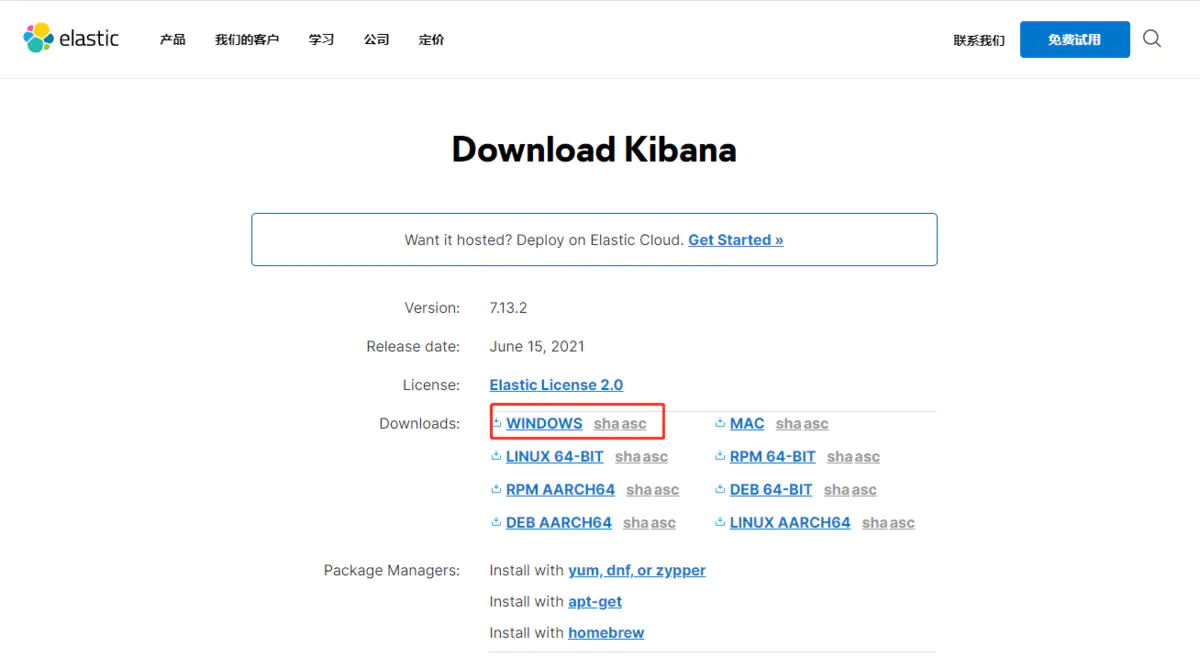 elastic 产品 我们的客户 学习 公司 定价 联系我们 免费试用
Download Kibana
Want it hosted? Deploy on Elastic Cloud. Get Started »
Version: 7.13.2
Release date: June 15, 2021
License: Elastic License 2.0
Downloads: WINDOWS sha asc MAC sha asc
LINUX 64-BIT sha asc RPM 64-BIT sha asc
RPM AARCH64 sha asc DEB 64-BIT sha asc
DEB AARCH64 sha asc LINUX AARCH64 sha asc
Package Managers: Install with yum, dnf, or zypper
Install with apt-get
Install with homebrew